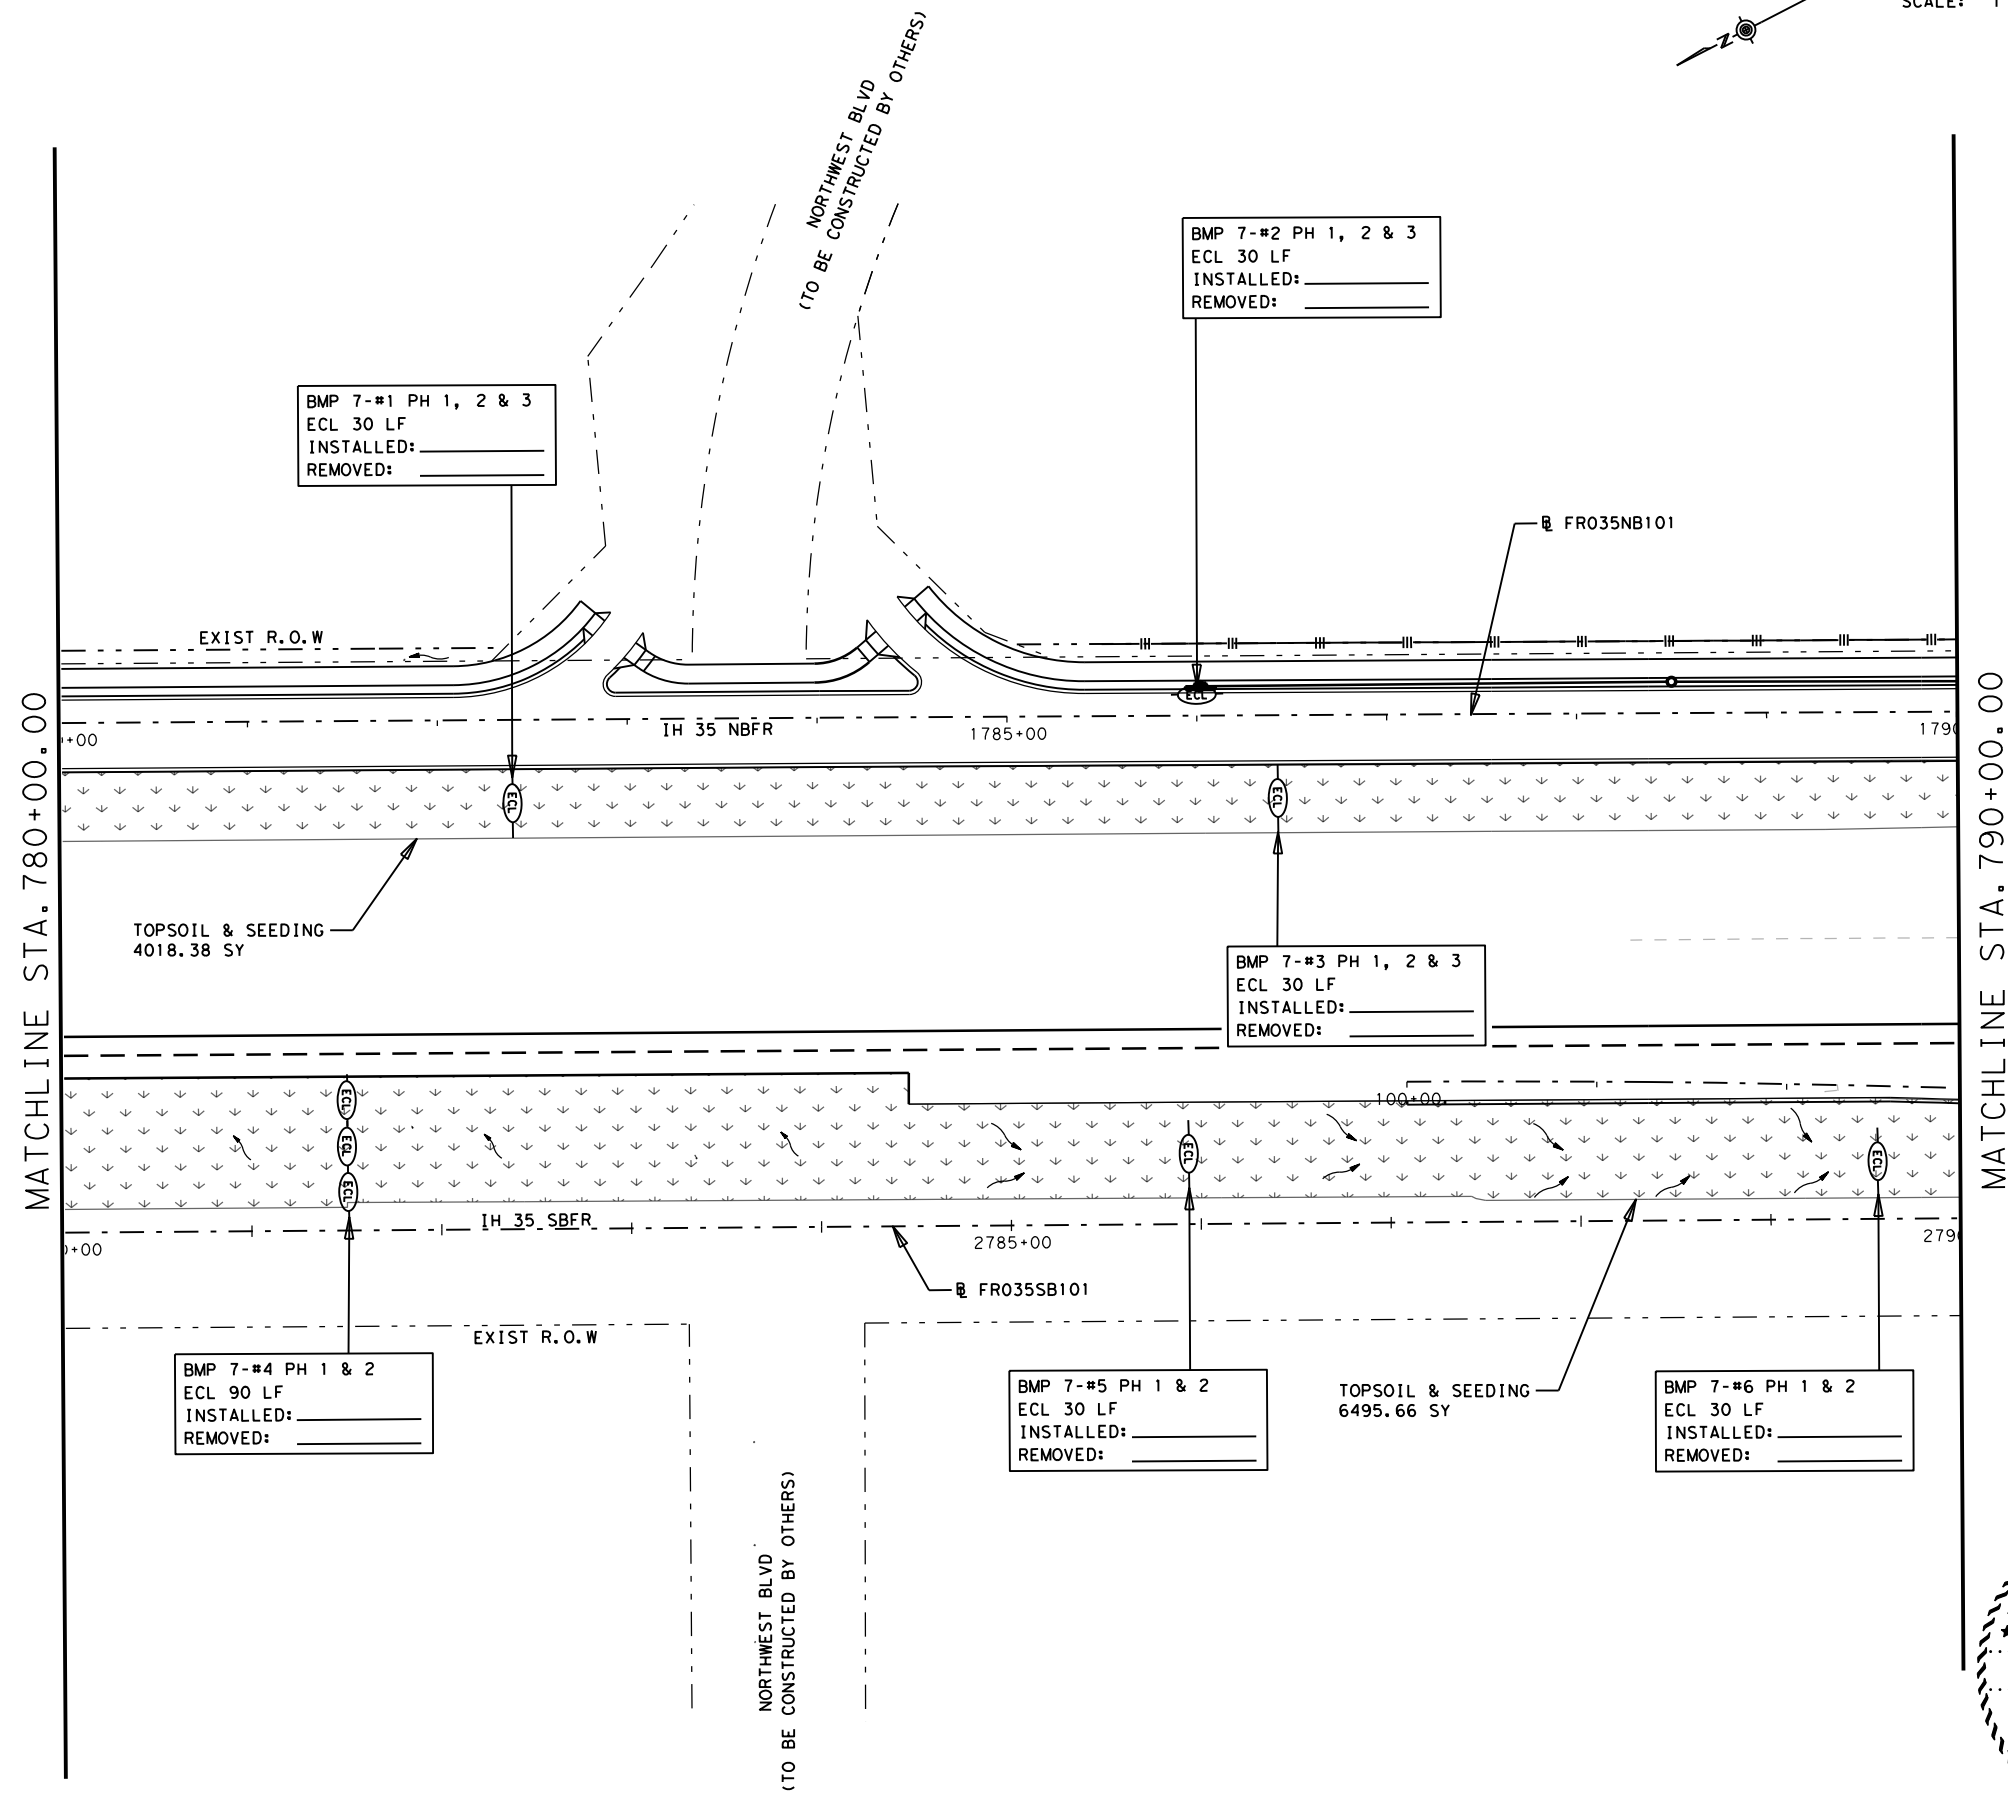 SCALE:
N
NORTHWEST BLVD
(TO BE CONSTRUCTED BY OTHERS)
BMP 7-#2 PH 1, 2 & 3
ECL 30 LF
INSTALLED:
REMOVED:
BMP 7-#1 PH 1, 2 & 3
ECL 30 LF
INSTALLED:
REMOVED:
FR035NB101
EXIST R.O.W
ECL
IH 35 NBFR
+00
1785+00
1790
MATCHLINE STA. 780+00.00
MATCHLINE STA. 790+00.00
ECL
ECL
TOPSOIL & SEEDING
4018.38 SY
BMP 7-#3 PH 1, 2 & 3
ECL 30 LF
INSTALLED:
REMOVED:
100+00.
ECL
ECL
ECL
ECL
ECL
IH 35 SBFR
+00
2785+00
2790
FR035SB101
EXIST R.O.W
BMP 7-#4 PH 1 & 2
ECL 90 LF
INSTALLED:
REMOVED:
BMP 7-#5 PH 1 & 2
ECL 30 LF
INSTALLED:
REMOVED:
TOPSOIL & SEEDING
6495.66 SY
BMP 7-#6 PH 1 & 2
ECL 30 LF
INSTALLED:
REMOVED:
NORTHWEST BLVD
(TO BE CONSTRUCTED BY OTHERS)